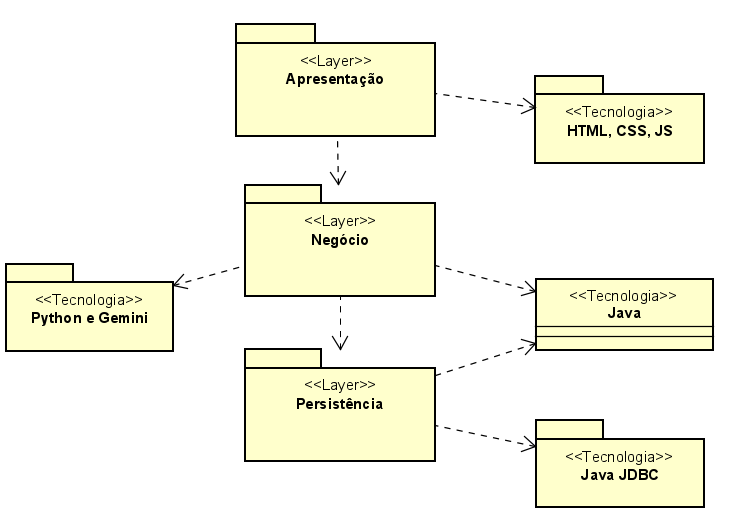 <<Layer>>
Apresentação
<<Tecnologia>>
HTML, CSS, JS
<<Layer>>
Negócio
<<Tecnologia>>
Python e Gemini
<<Tecnologia>>
Java
<<Layer>>
Persistência
<<Tecnologia>>
Java JDBC